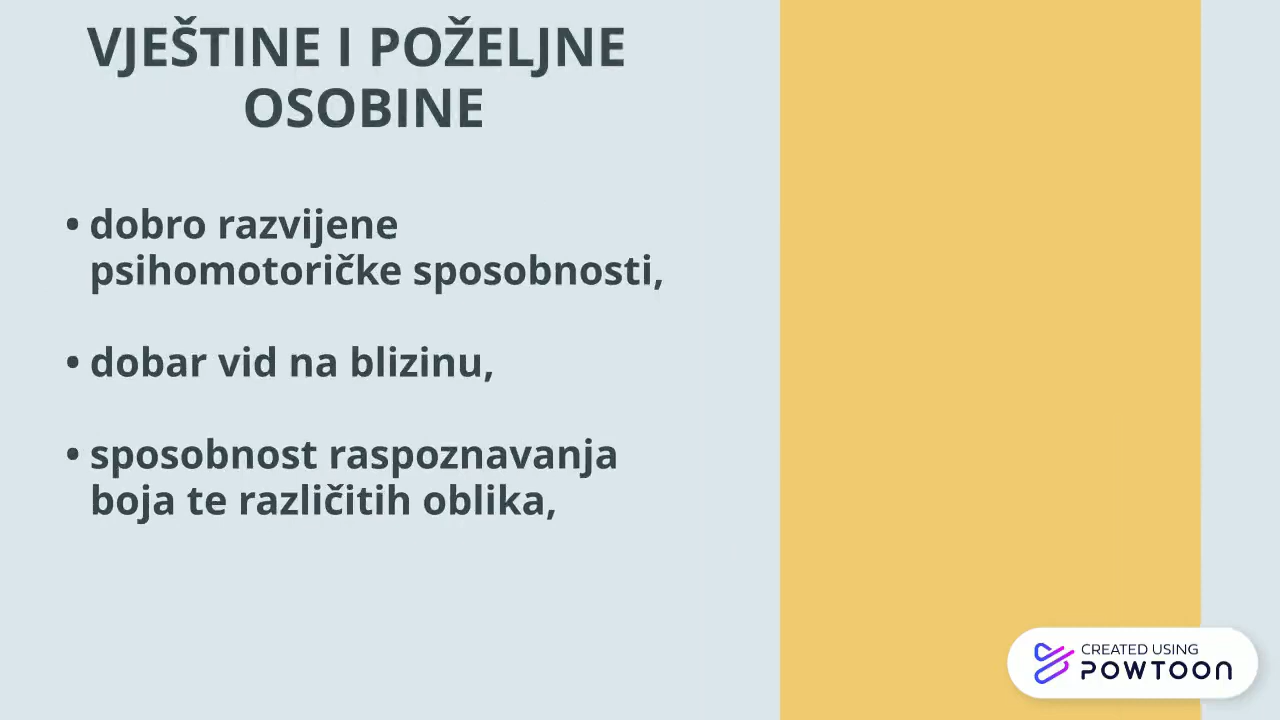 VJEŠTINE I POŽELJNE
OSOBINE
• dobro razvijene
psihomotoričke sposobnosti,
• dobar vid na blizinu,
• sposobnost raspoznavanja
boja te različitih oblika,
CREATED USING
POWTOON